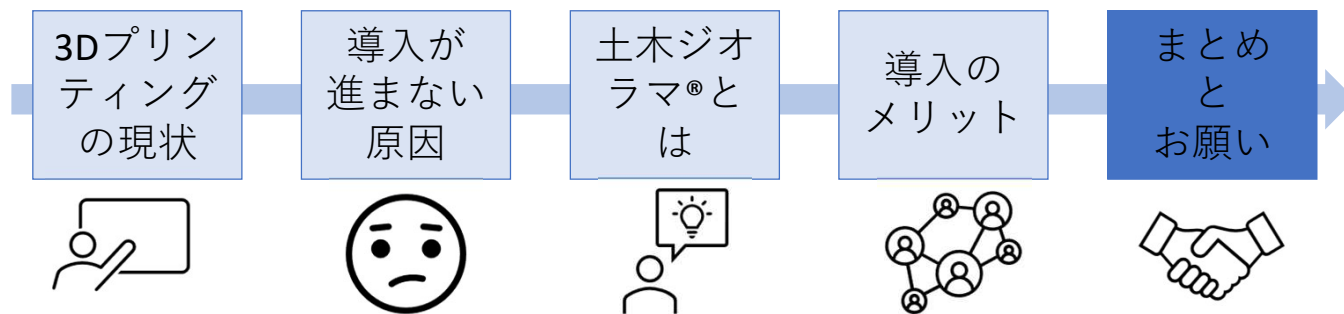 3Dプリン
ティング
の現状
導入が
進まない
原因
土木ジオ
ラマ®と
は
導入の
メリット
まとめ
と
お願い